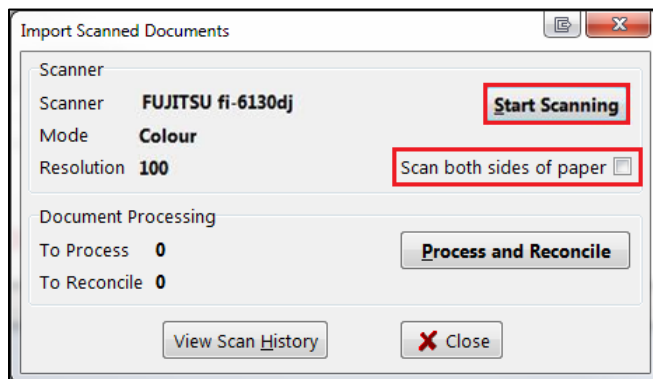 Import Scanned Documents
Scanner
Scanner FUJITSU fi-6130dj
Start Scanning
Mode Colour
Resolution 100
Scan both sides of paper
Document Processing
To Process 0
Process and Reconcile
To Reconcile 0
View Scan History
Close